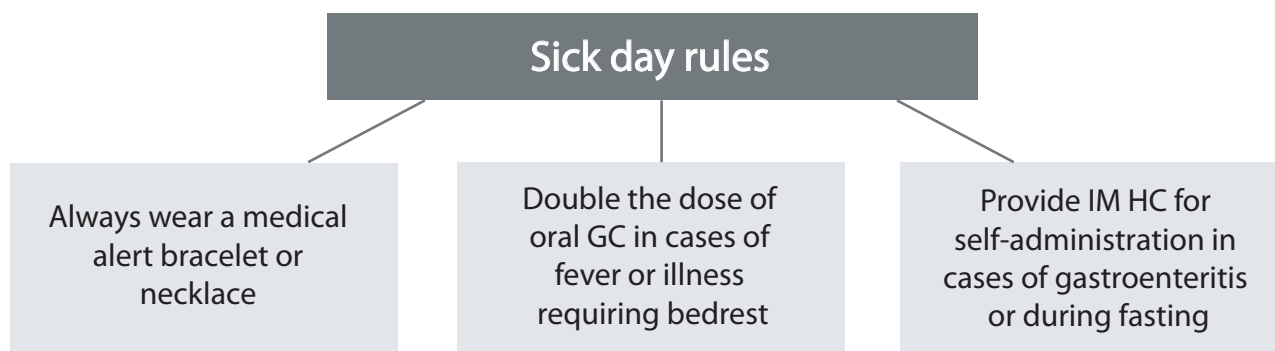 Sick day rules
Always wear a medical
alert bracelet or
necklace
Double the dose of
oral GC in cases of
fever or illness
requiring bedrest
Provide IM HC for
self-administration in
cases of gastroenteritis
or during fasting